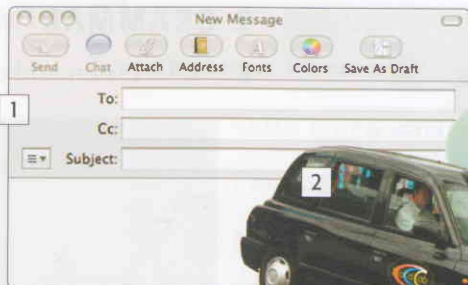 New Message
Send Chat Attach Address Fonts Colors Save As Draft
1
To:
Cc:
Subject:
2